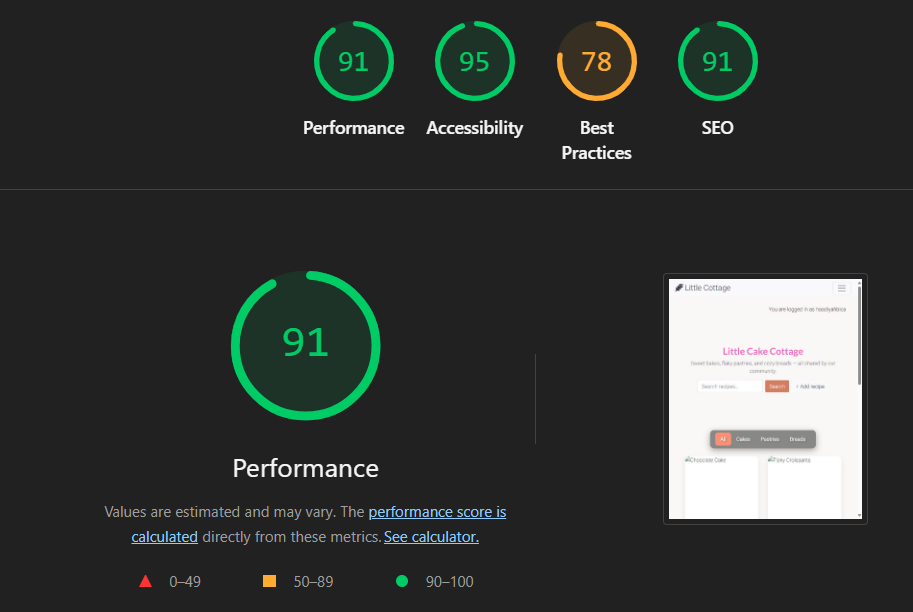 91
95
78
91
Performance
Accessibility
Best
Practices
SEO
91
Performance
Values are estimated and may vary. The performance score is
calculated directly from these metrics. See calculator.
0–49
50–89
90–100
Little Cottage
You are logged in as
Little Cake Cottage
Sweet bakes, flaky pastries, and cozy breads — all shared by our
community.
Search recipes...
Search
+ Add recipe
All
Cakes
Pastries
Breads
Chocolate Cake
Flaky Croissants